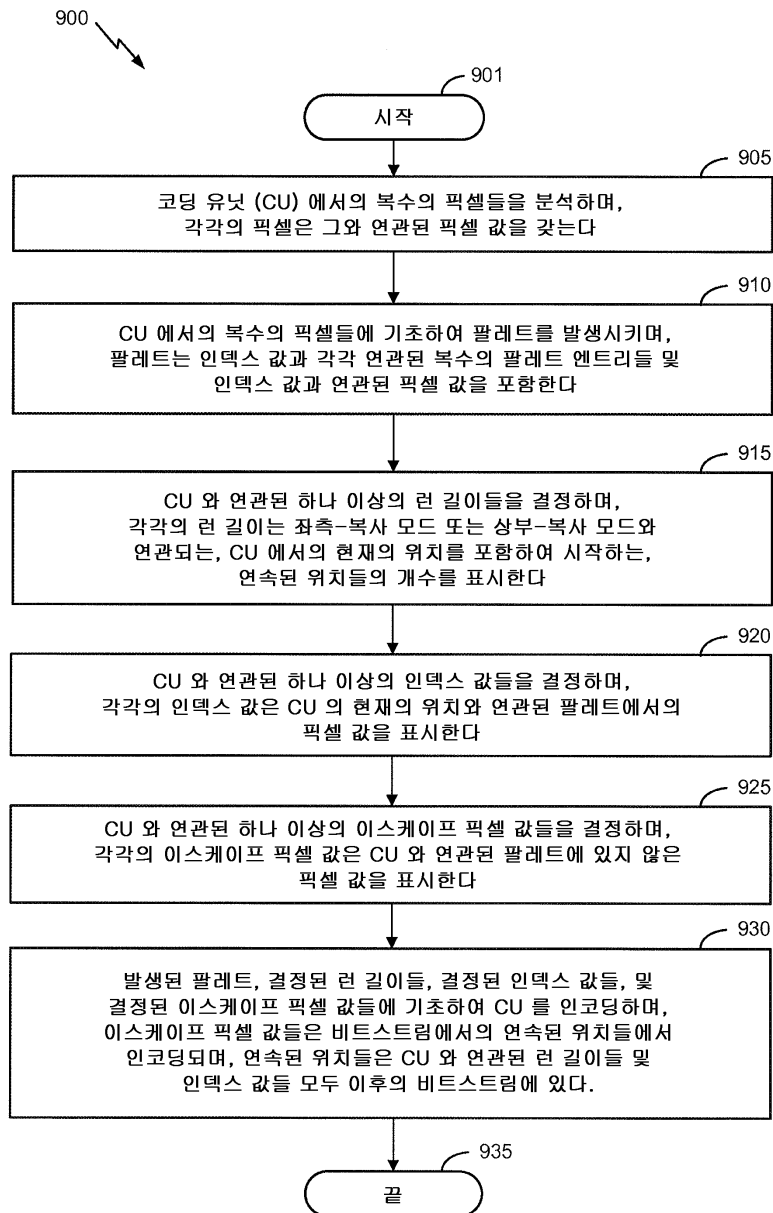 900
901
시작
905
코딩 유닛 (CU) 에서의 복수의 픽셀들을 분석하며,
각각의 픽셀은 그와 연관된 픽셀 값을 갖는다
910
CU 에서의 복수의 픽셀들에 기초하여 팔레트를 발생시키며,
팔레트는 인덱스 값과 각각 연관된 복수의 팔레트 엔트리들 및
인덱스 값과 연관된 픽셀 값을 포함한다
915
CU 와 연관된 하나 이상의 런 길이들을 결정하며,
각각의 런 길이는 좌측-복사 모드 또는 상부-복사 모드와
연관되는, CU 에서의 현재의 위치를 포함하여 시작하는,
연속된 위치들의 개수를 표시한다
920
CU 와 연관된 하나 이상의 인덱스 값들을 결정하며,
각각의 인덱스 값은 CU 의 현재의 위치와 연관된 팔레트에서의
픽셀 값을 표시한다
925
CU 와 연관된 하나 이상의 이스케이프 픽셀 값들을 결정하며,
각각의 이스케이프 픽셀 값은 CU 와 연관된 팔레트에 있지 않은
픽셀 값을 표시한다
930
발생된 팔레트, 결정된 런 길이들, 결정된 인덱스 값들, 및
결정된 이스케이프 픽셀 값들에 기초하여 CU 를 인코딩하며,
이스케이프 픽셀 값들은 비트스트림에서의 연속된 위치들에서
인코딩되며, 연속된 위치들은 CU 와 연관된 런 길이들 및
인덱스 값들 모두 이후의 비트스트림에 있다.
935
끝